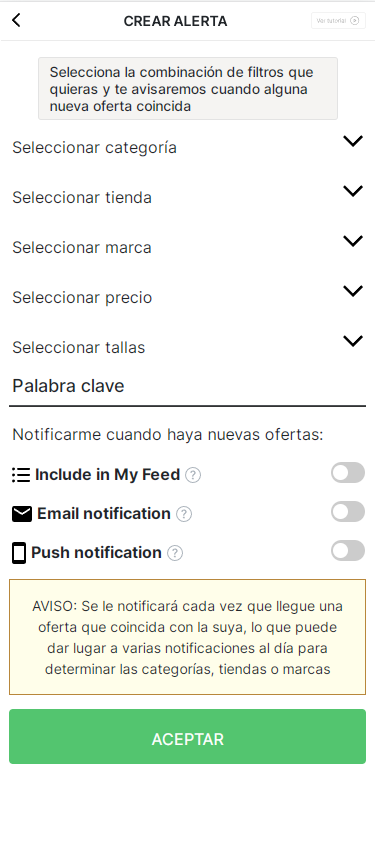 CREAR ALERTA
Ver tutorial
Selecciona la combinación de filtros que
quieras y te avisaremos cuando alguna
nueva oferta coincida
Seleccionar categoría
Seleccionar tienda
Seleccionar marca
Seleccionar precio
Seleccionar tallas
Palabra clave
Notificarme cuando haya nuevas ofertas:
Include in My Feed ?
Email notification ?
Push notification ?
AVISO: Se le notificará cada vez que llegue una
oferta que coincida con la suya, lo que puede
dar lugar a varias notificaciones al día para
determinar las categorías, tiendas o marcas
ACEPTAR